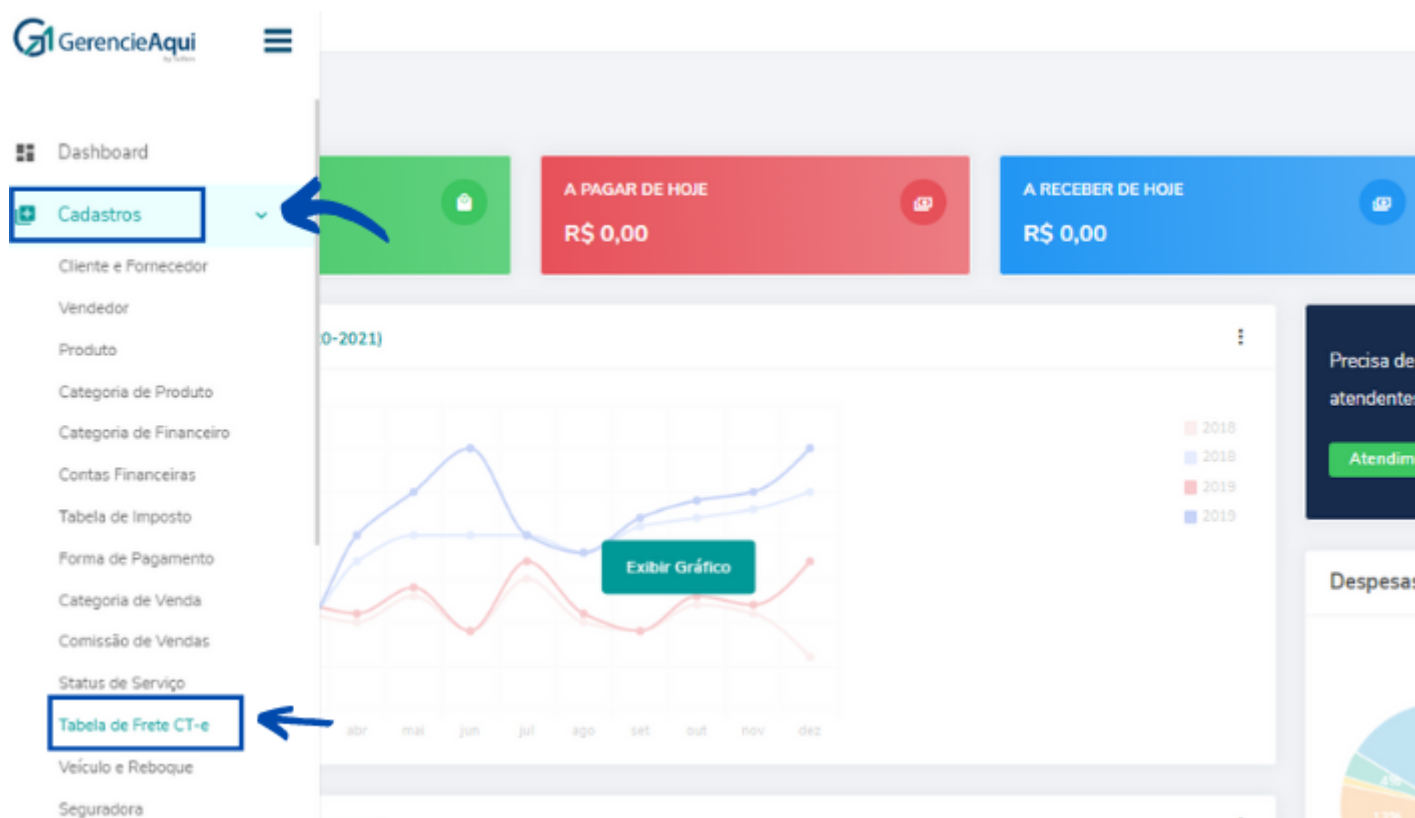 GerencieAqui
Dashboard
Cadastros
Cliente e Fornecedor
Vendedor
Produto
Categoria de Produto
Categoria de Financeiro
Contas Financeiras
Tabela de Imposto
Forma de Pagamento
Categoria de Venda
Comissão de Vendas
Status de Serviço
Tabela de Frete CT-e
Veículo e Reboque
Seguradora
A PAGAR DE HOJE
R$ 0,00
A RECEBER DE HOJE
R$ 0,00
0-2021)
2018
2018
2019
2019
Exibir Gráfico
abr mai jun jul ago set out nov dez
Precisa de
atendentes
Atendim
Despesas
4%